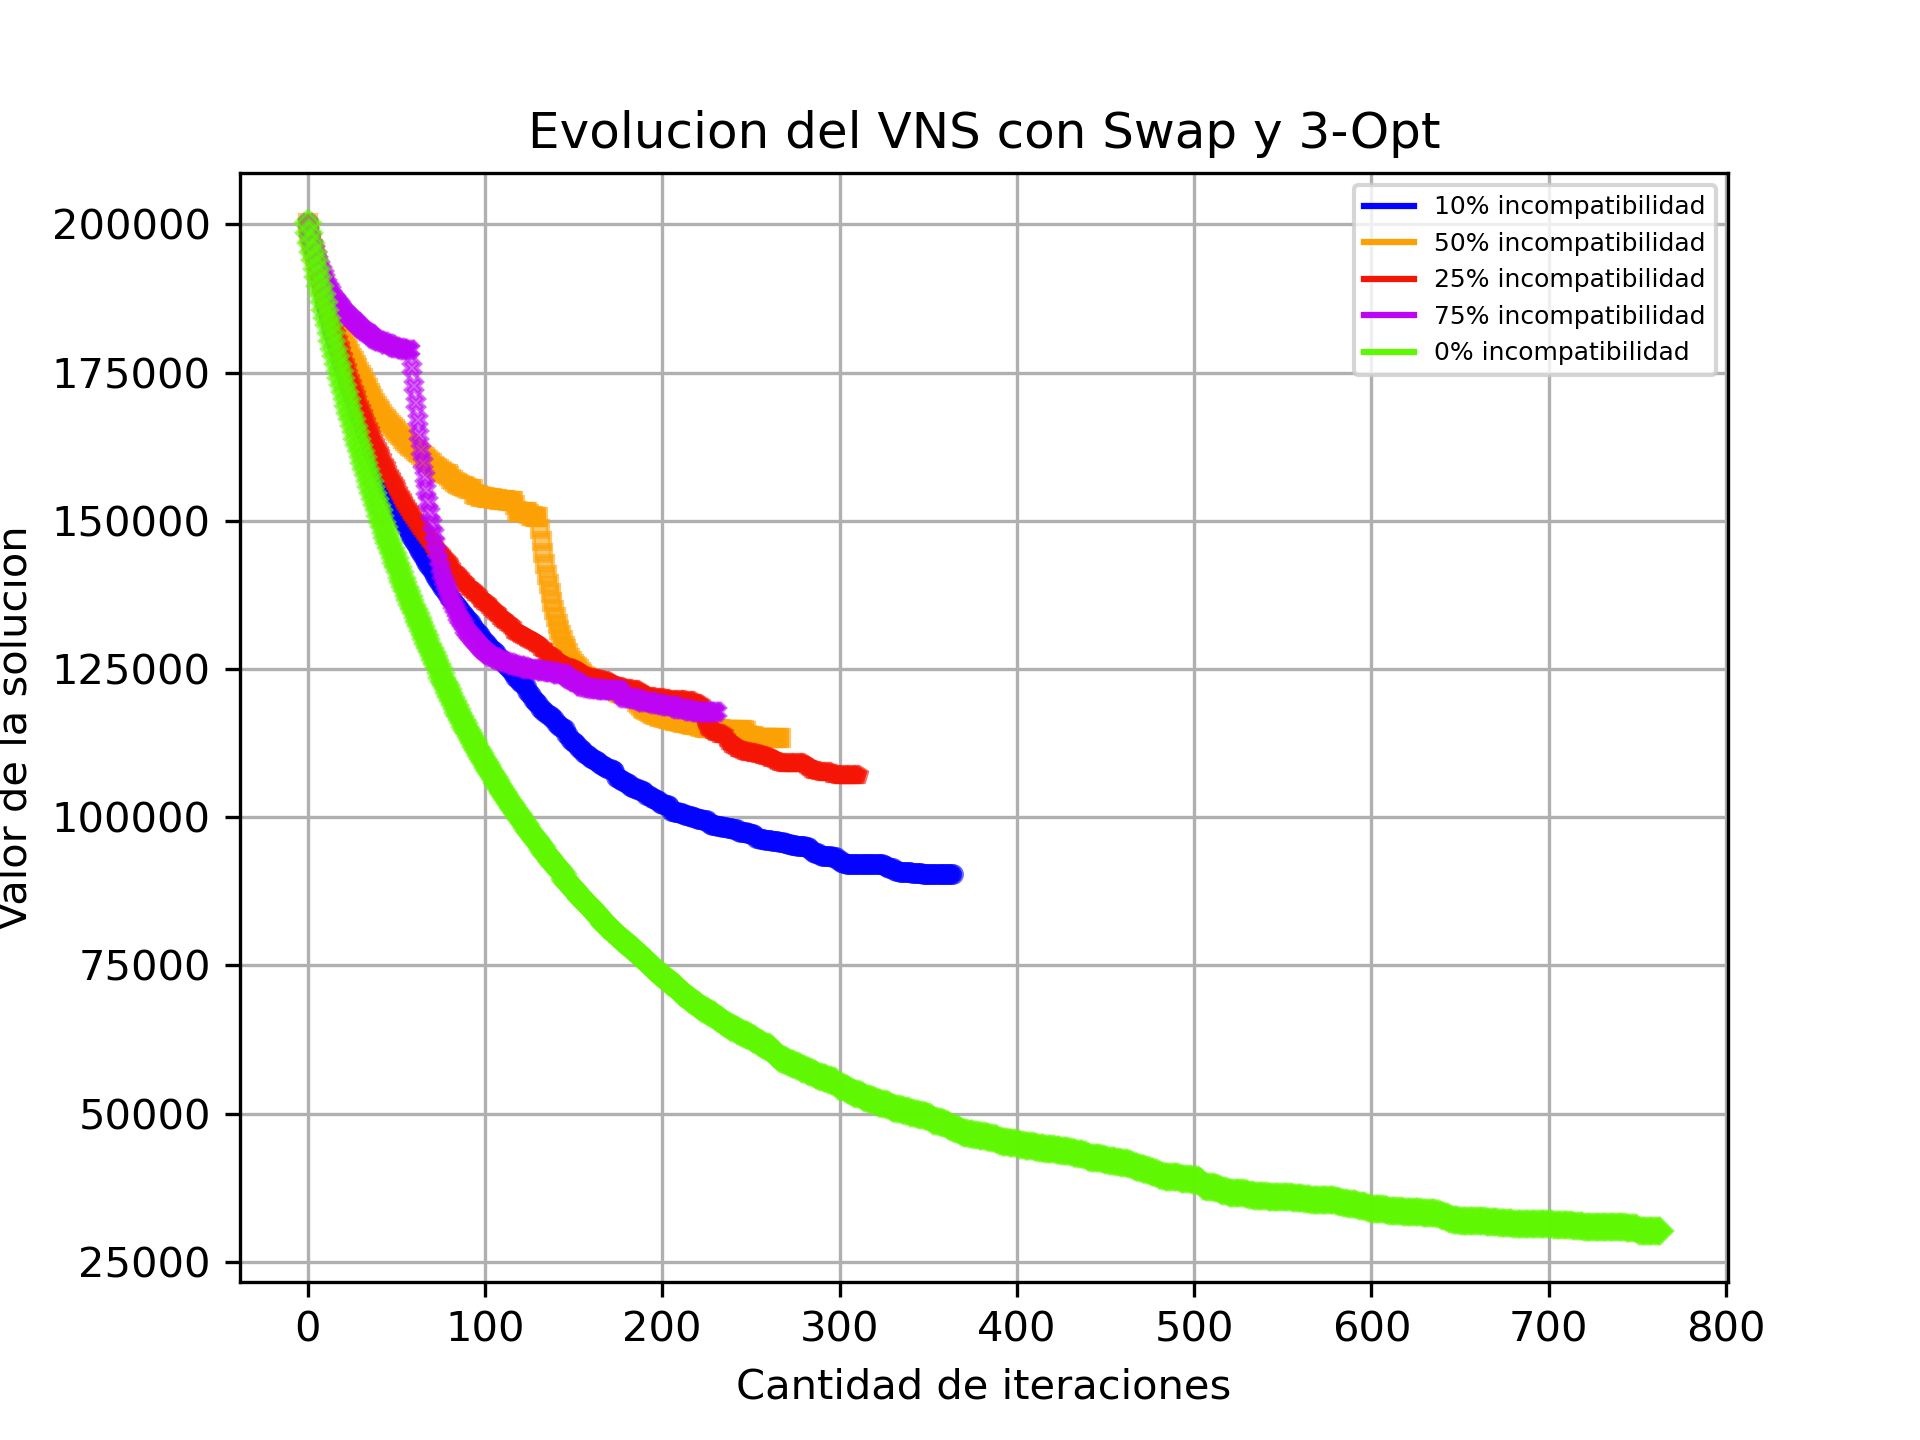 Evolucion del VNS con Swap y 3-Opt
10% incompatibilidad
50% incompatibilidad
25% incompatibilidad
75% incompatibilidad
0% incompatibilidad
Valor de la solucion
200000
175000
150000
125000
100000
75000
50000
25000
0 100 200 300 400 500 600 700 800
Cantidad de iteraciones